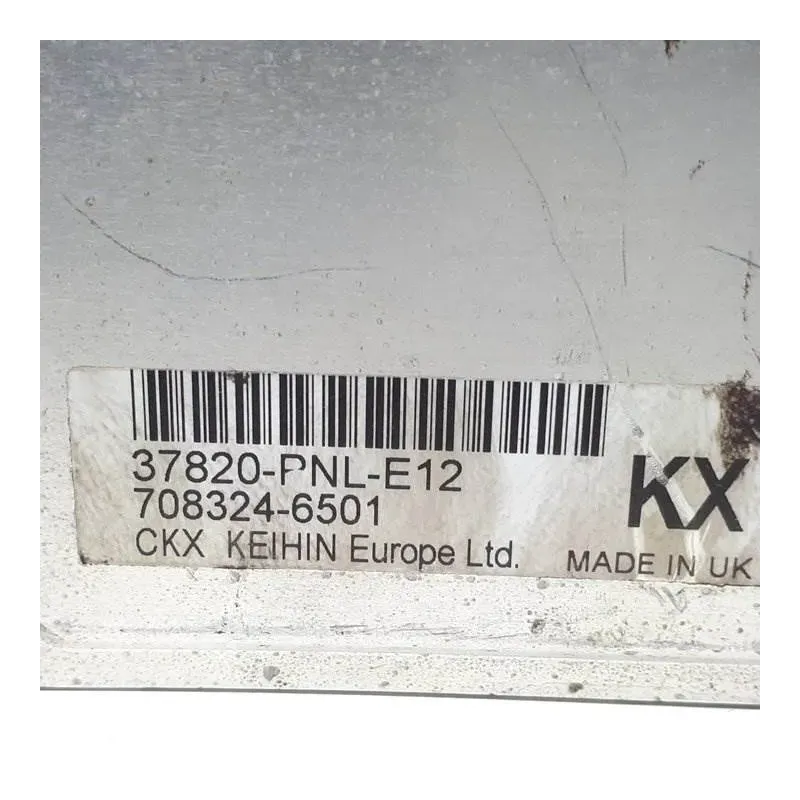 37820-PNL-E12
708324-6501
CKX KEIHIN Europe Ltd.
KX
MADE IN UK